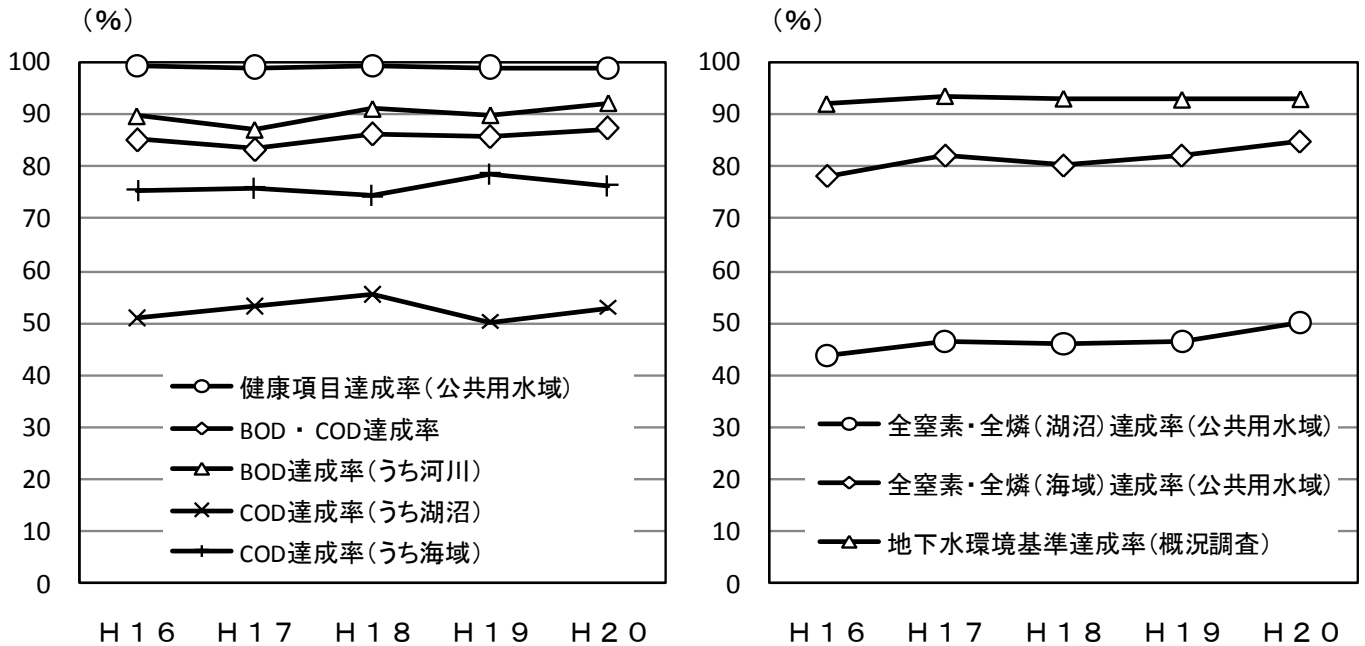 (%)
100
90
80
70
60
50
40
30
20
10
0
健康項目達成率(公共用水域)
BOD・COD達成率
BOD達成率(うち河川)
COD達成率(うち湖沼)
COD達成率(うち海域)
H16 H17 H18 H19 H20
(%)
100
90
80
70
60
50
40
30
20
10
0
全窒素・全燐(湖沼)達成率(公共用水域)
全窒素・全燐(海域)達成率(公共用水域)
地下水環境基準達成率(概況調査)
H16 H17 H18 H19 H20